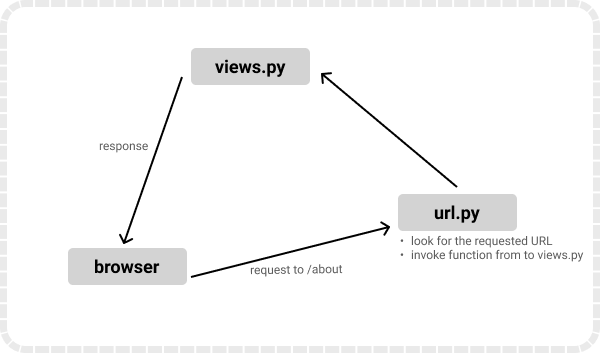 views.py
response
url.py
• look for the requested URL
• invoke function from to views.py
browser
request to /about